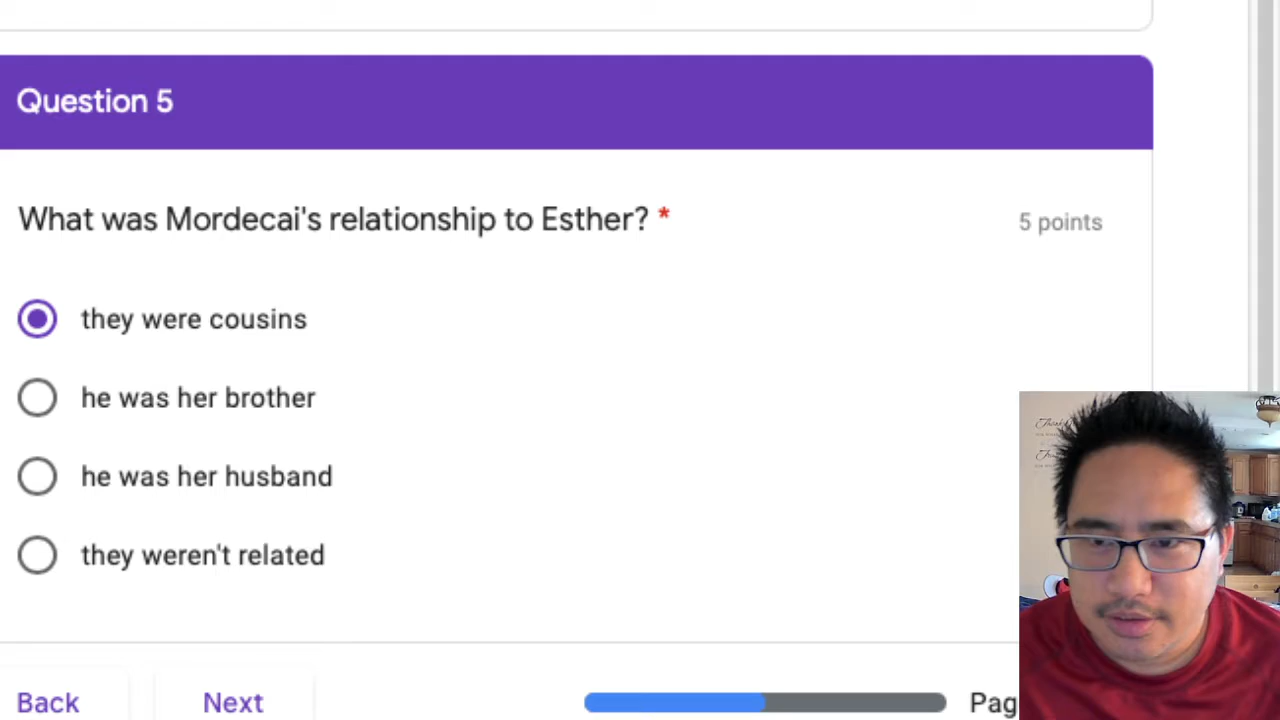 Question 5
What was Mordecai's relationship to Esther? *
5 points
they were cousins
he was her brother
he was her husband
they weren't related
Back
Next